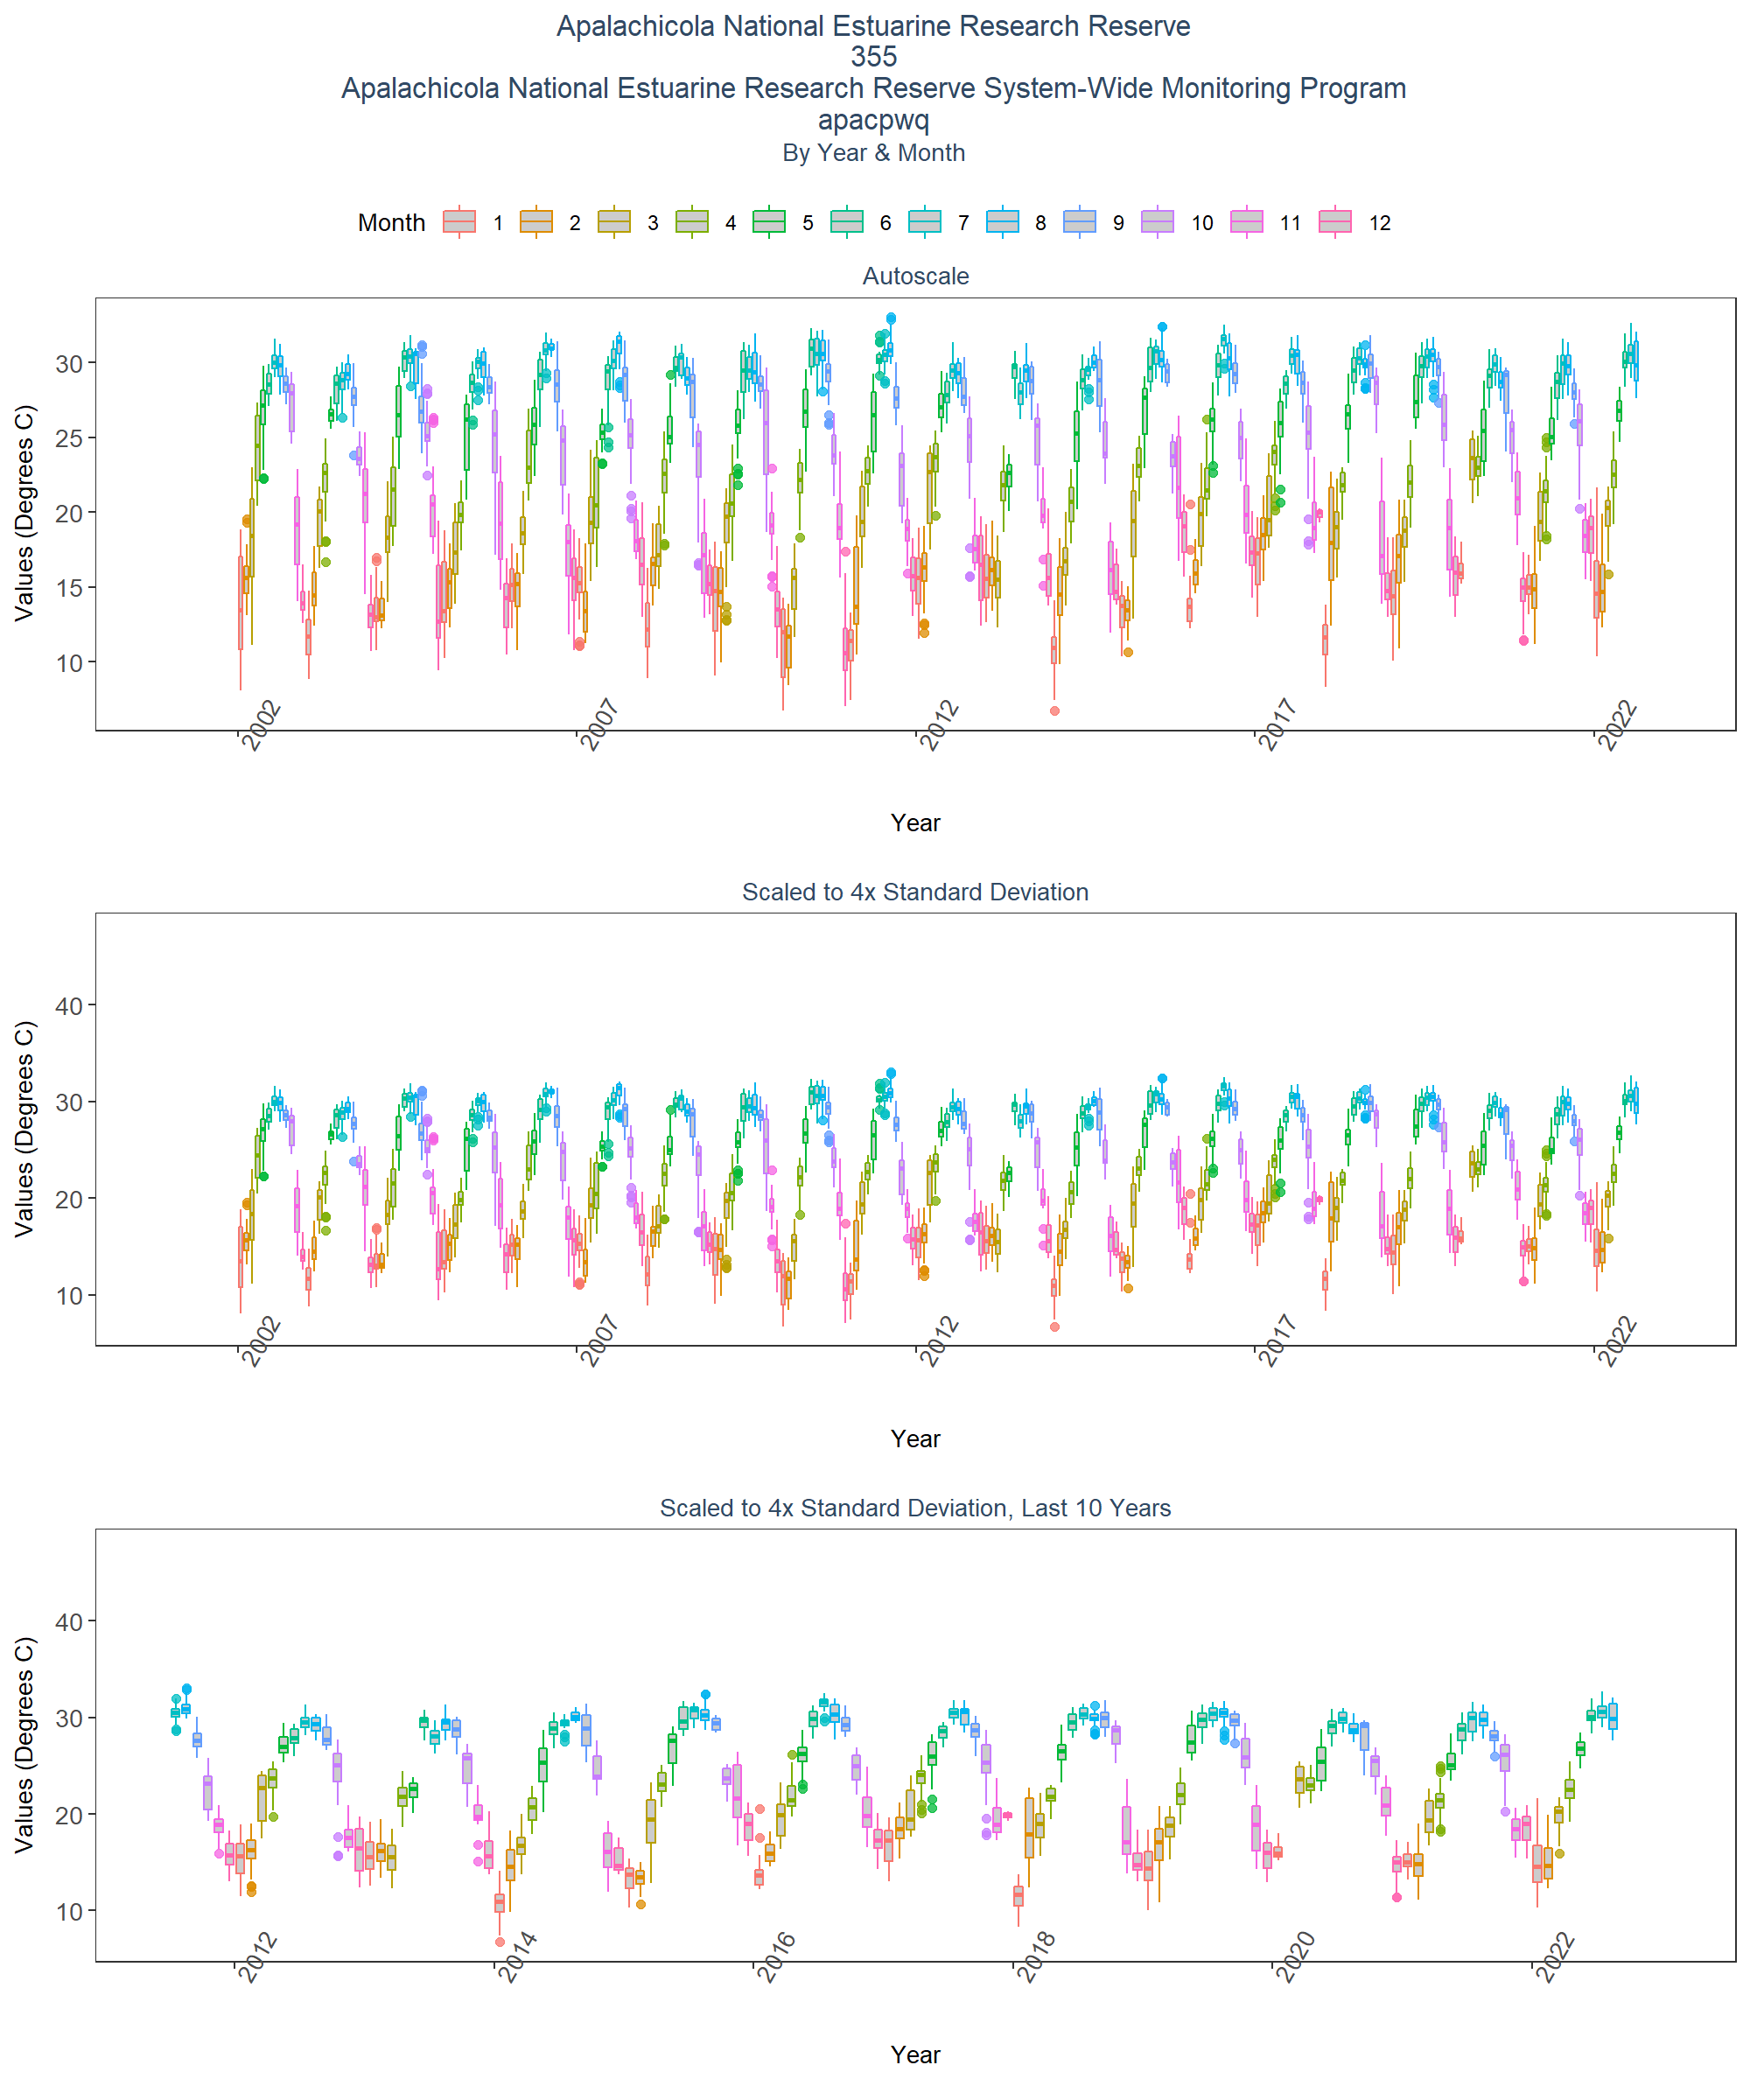 Apalachicola National Estuarine Research Reserve
355
Apalachicola National Estuarine Research Reserve System-Wide Monitoring Program
apacpwq
By Year & Month
Month 1 2 3 4 5 6 7 8 9 10 11 12
Autoscale
Values (Degrees C)
30
25
20
15
10
2002 2007 2012 2017 2022
Year
Scaled to 4x Standard Deviation
Values (Degrees C)
40
30
20
10
2002 2007 2012 2017 2022
Year
Scaled to 4x Standard Deviation, Last 10 Years
Values (Degrees C)
40
30
20
10
2012 2014 2016 2018 2020 2022
Year